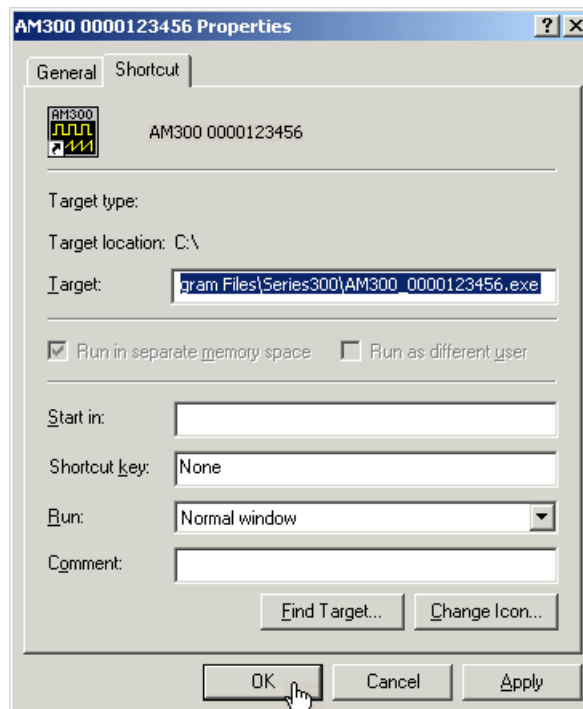 AM300 0000123456 Properties
General
Shortcut
AM300
AM300 0000123456
Target type:
Target location: C:\
Target: gram Files\Series300\AM300_0000123456.exe
Run in separate memory space
Run as different user
Start in:
Shortcut key: None
Run: Normal window
Comment:
Find Target...
Change Icon...
OK
Cancel
Apply